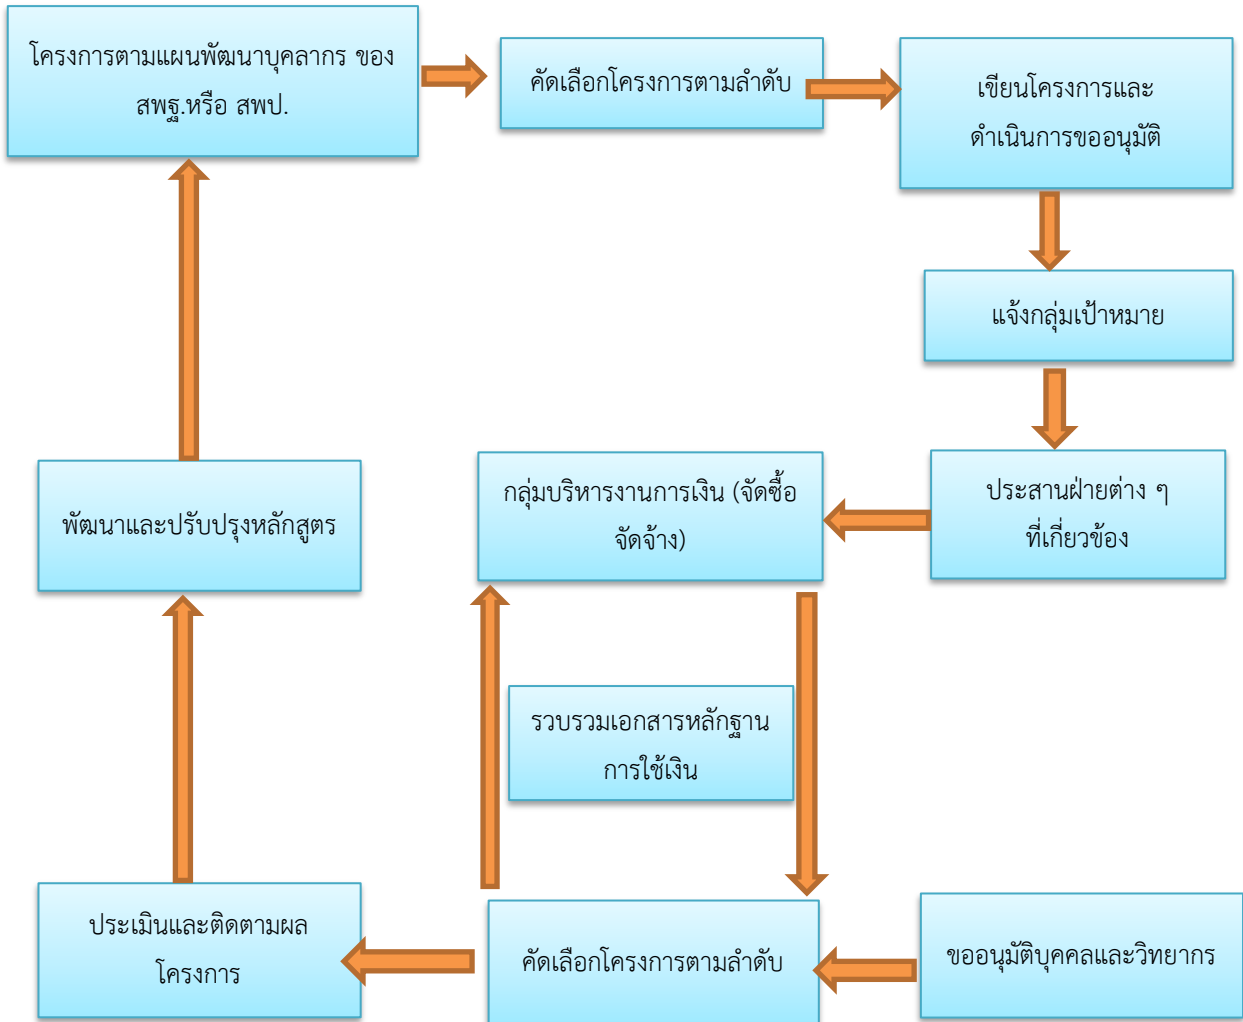 โครงการตามแผนพัฒนาบุคลากร ของ
สพฐ.หรือ สพป.
คัดเลือกโครงการตามลำดับ
เขียนโครงการและ
ดำเนินการขออนุมัติ
แจ้งกลุ่มเป้าหมาย
ประสานฝ่ายต่าง ๆ
ที่เกี่ยวข้อง
กลุ่มบริหารงานการเงิน (จัดซื้อ
จัดจ้าง)
พัฒนาและปรับปรุงหลักสูตร
รวบรวมเอกสารหลักฐาน
การใช้เงิน
ประเมินและติดตามผล
โครงการ
คัดเลือกโครงการตามลำดับ
ขออนุมัติบุคคลและวิทยากร